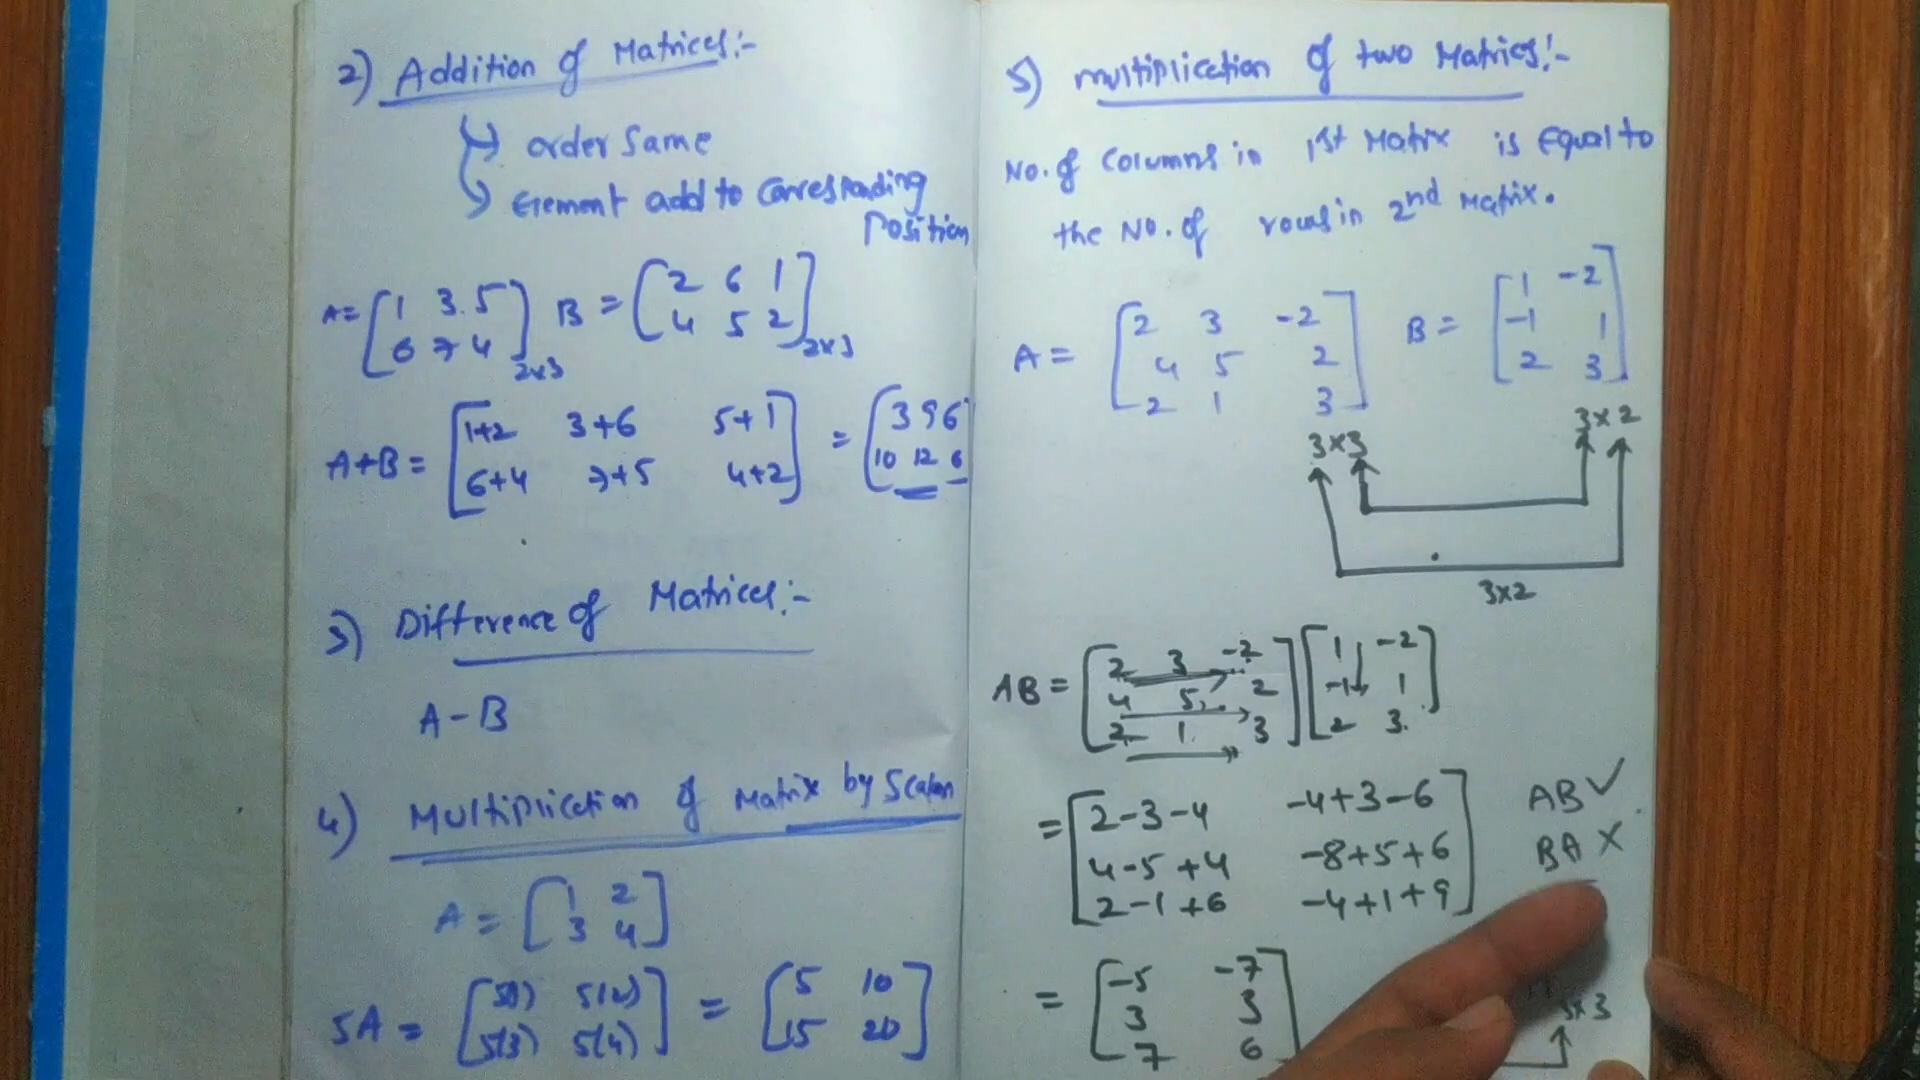 2) Addition of Matrices:-
order Same
Element add to Corresponding
Position
A= [1 3 5] B = [2 6 1]
[6 7 4] 2x3 [4 5 2] 2x3
A+B = [1+2 3+6 5+1] = [3 9 6]
[6+4 7+5 4+2] [10 12 6]
3) Difference of Matrices:-
A-B
4) Multiplication of Matrix by Scalar
A = [1 2]
[3 4]
5A = [5(1) 5(2)] = [5 10]
[5(3) 5(4)] [15 20]
5) multiplication of two Matrices:-
No. of Columns in 1st Matrix is Equal to
the No. of rows in 2nd Matrix.
A = [2 3 -2] B = [1 -2]
[4 5 2] [-1 1]
[2 1 3] [2 3]
3x3 3x2
3x2
AB = [2 3 -2] [1 -2]
[4 5 2] [-1 1]
[2 1 3] [2 3]
= [2-3-4 -4+3-6] AB ✓
[4-5+4 -8+5+6] BA X
[2-1+6 -4+1+9]
= [-5 -7]
[3 3]
[7 6]
x3